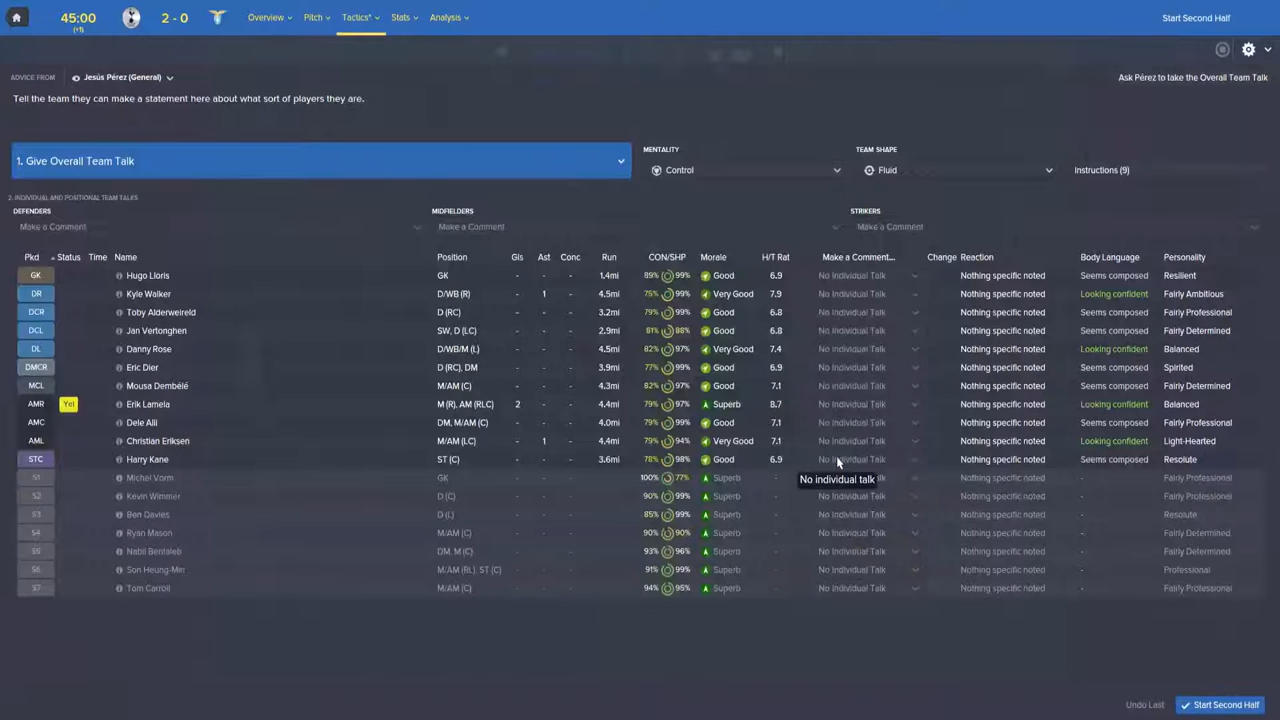 45:00 2 - 0 Overview Pitch Tactics* Stats Analysis Start Second Half
(+1)
ADVICE FROM Jesús Pérez (General) Ask Pérez to take the Overall Team Talk
Tell the team they can make a statement here about what sort of players they are.
MENTALITY TEAM SHAPE
1. Give Overall Team Talk Control Fluid Instructions (9)
2. INDIVIDUAL AND POSITIONAL TEAM TALKS
DEFENDERS MIDFIELDERS STRIKERS
Make a Comment Make a Comment Make a Comment
Pkd Status Time Name Position Gls Ast Conc Run CON/SHP Morale H/T Rat Make a Comment... Change Reaction Body Language Personality
GK Hugo Lloris GK - - - 1.4mi 89% 99% Good 6.9 No Individual Talk Nothing specific noted Seems composed Resilient
DR Kyle Walker D/WB (R) - 1 - 4.5mi 75% 99% Very Good 7.9 No Individual Talk Nothing specific noted Looking confident Fairly Ambitious
DCR Toby Alderweireld D (RC) - - - 3.2mi 79% 99% Good 6.8 No Individual Talk Nothing specific noted Seems composed Fairly Professional
DCL Jan Vertonghen SW, D (LC) - - - 2.9mi 81% 88% Good 6.8 No Individual Talk Nothing specific noted Seems composed Fairly Determined
DL Danny Rose D/WB/M (L) - - - 4.5mi 82% 97% Very Good 7.4 No Individual Talk Nothing specific noted Looking confident Balanced
DMCR Eric Dier D (RC), DM - - - 3.9mi 77% 99% Good 6.9 No Individual Talk Nothing specific noted Seems composed Spirited
MCL Mousa Dembélé M/AM (C) - - - 4.3mi 82% 97% Good 7.1 No Individual Talk Nothing specific noted Seems composed Fairly Determined
AMR Yel Erik Lamela M (R), AM (RLC) 2 - - 4.4mi 79% 97% Superb 8.7 No Individual Talk Nothing specific noted Looking confident Balanced
AMC Dele Alli DM, M/AM (C) - - - 4.0mi 79% 99% Good 7.1 No Individual Talk Nothing specific noted Seems composed Fairly Professional
AML Christian Eriksen M/AM (LC) - 1 - 4.4mi 79% 94% Very Good 7.1 No Individual Talk Nothing specific noted Looking confident Light-Hearted
STC Harry Kane ST (C) - - - 3.6mi 78% 98% Good 6.9 No Individual Talk Nothing specific noted Seems composed Resolute
S1 Michel Vorm GK 100% 77% Superb - No individual talk Nothing specific noted - Fairly Professional
S2 Kevin Wimmer D (C) 90% 99% Superb - No Individual Talk Nothing specific noted - Fairly Professional
S3 Ben Davies D (L) 85% 99% Superb - No Individual Talk Nothing specific noted - Resolute
S4 Ryan Mason M/AM (C) 90% 90% Superb - No Individual Talk Nothing specific noted - Fairly Determined
S5 Nabil Bentaleb DM, M (C) 93% 96% Superb - No Individual Talk Nothing specific noted - Fairly Determined
S6 Son Heung-Min M/AM (RL), ST (C) 91% 99% Superb - No Individual Talk Nothing specific noted - Professional
S7 Tom Carroll M/AM (C) 94% 95% Superb - No Individual Talk Nothing specific noted - Fairly Professional
Undo Last Start Second Half